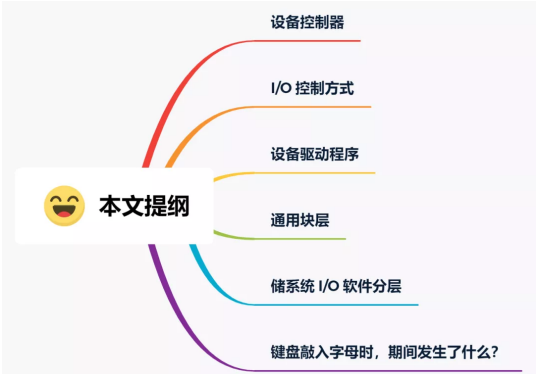 设备控制器
I/O 控制方式
设备驱动程序
本文提纲
通用块层
储系统 I/O 软件分层
键盘敲入字母时，期间发生了什么？